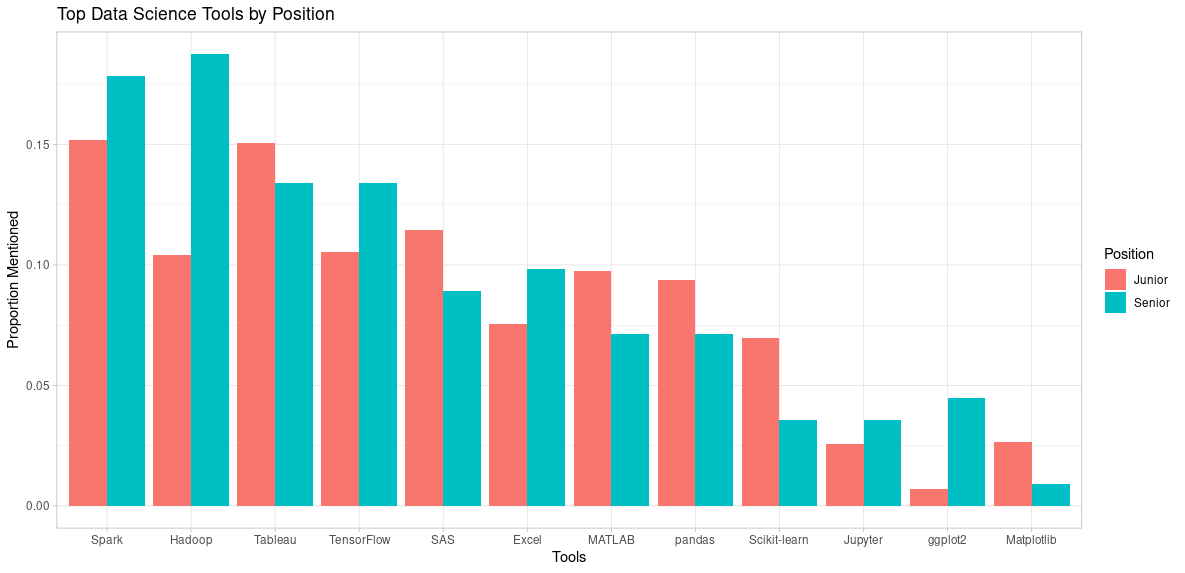 Top Data Science Tools by Position
Proportion Mentioned
0.15
0.10
0.05
0.00
Spark Hadoop Tableau TensorFlow SAS Excel MATLAB pandas Scikit-learn Jupyter ggplot2 Matplotlib
Tools
Position
Junior
Senior